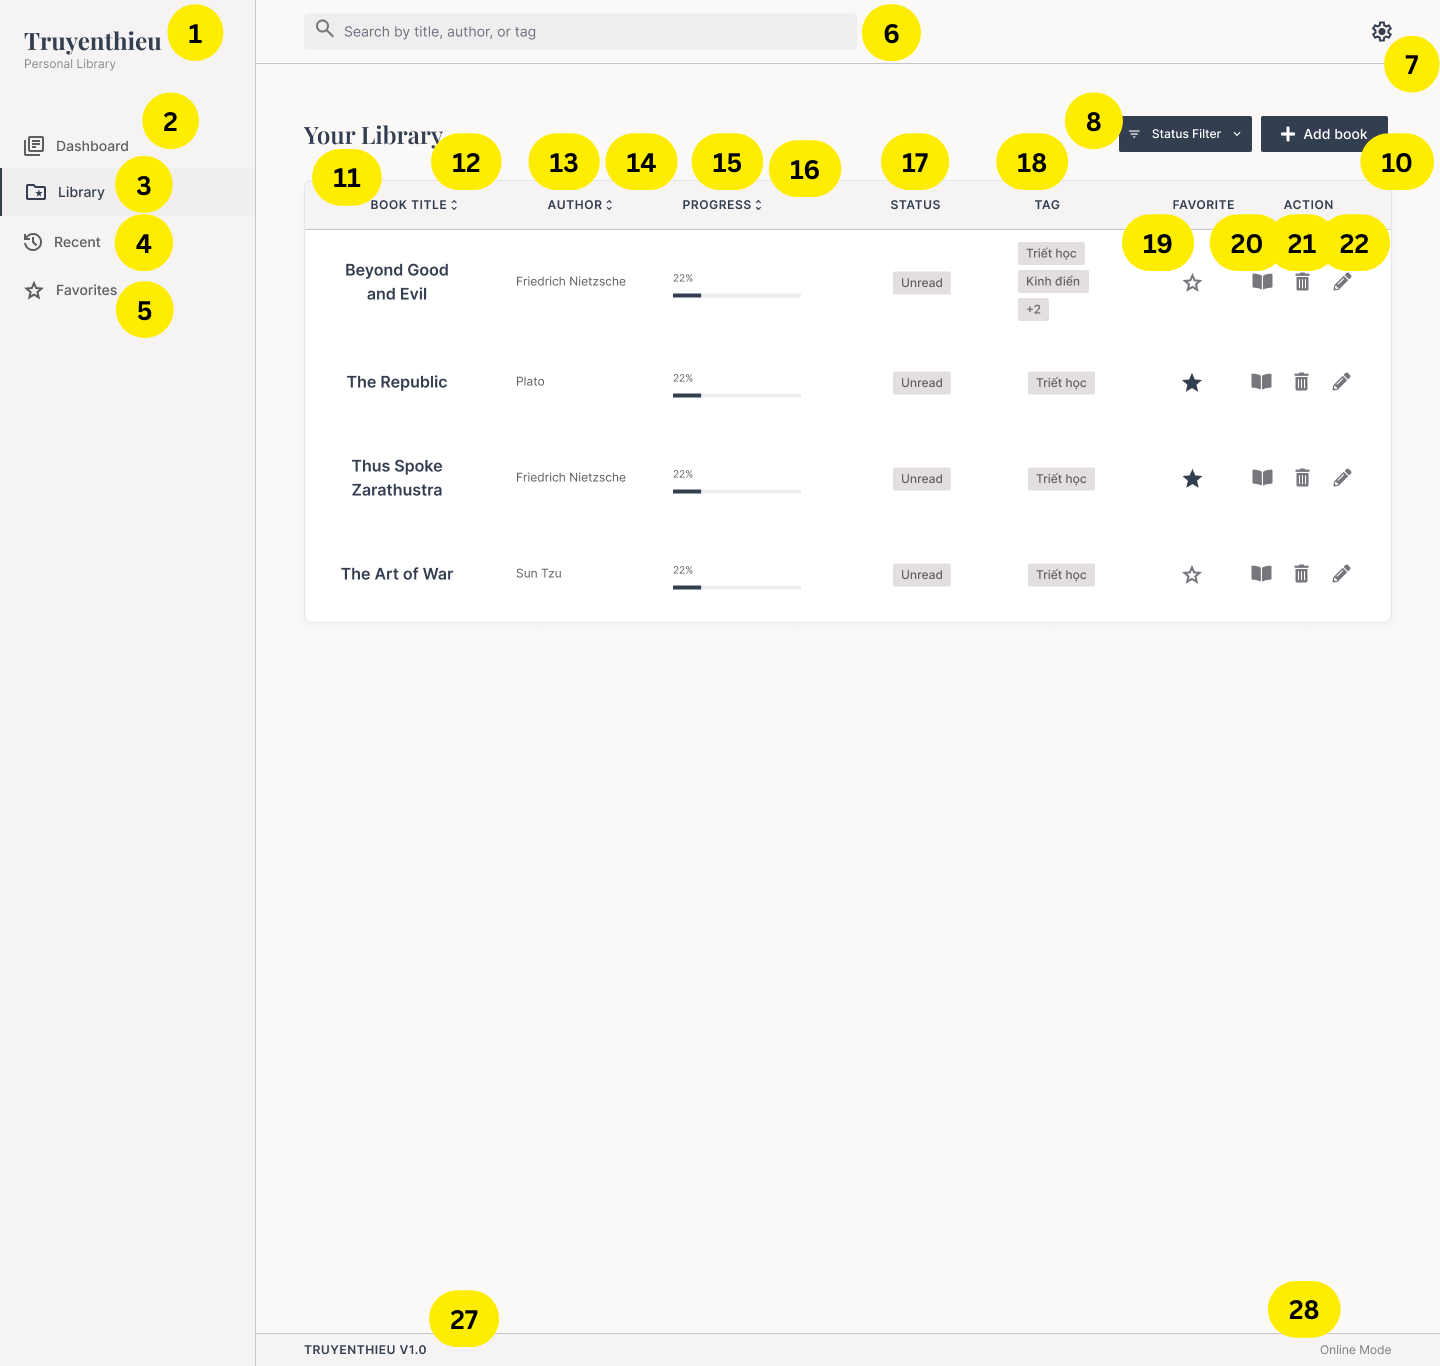 Truyenthieu
1
Personal Library
2
Dashboard
3
Library
4
Recent
5
Favorites
Search by title, author, or tag
6
7
Your Library
8
Status Filter
Add book
10
11
12
13
14
15
16
17
18
BOOK TITLE
AUTHOR
PROGRESS
STATUS
TAG
FAVORITE
ACTION
19
20
21
22
Beyond Good
and Evil
Friedrich Nietzsche
22%
Unread
Triết học
Kinh điển
+2
The Republic
Plato
22%
Unread
Triết học
Thus Spoke
Zarathustra
Friedrich Nietzsche
22%
Unread
Triết học
The Art of War
Sun Tzu
22%
Unread
Triết học
27
28
TRUYENTHIEU V1.0
Online Mode